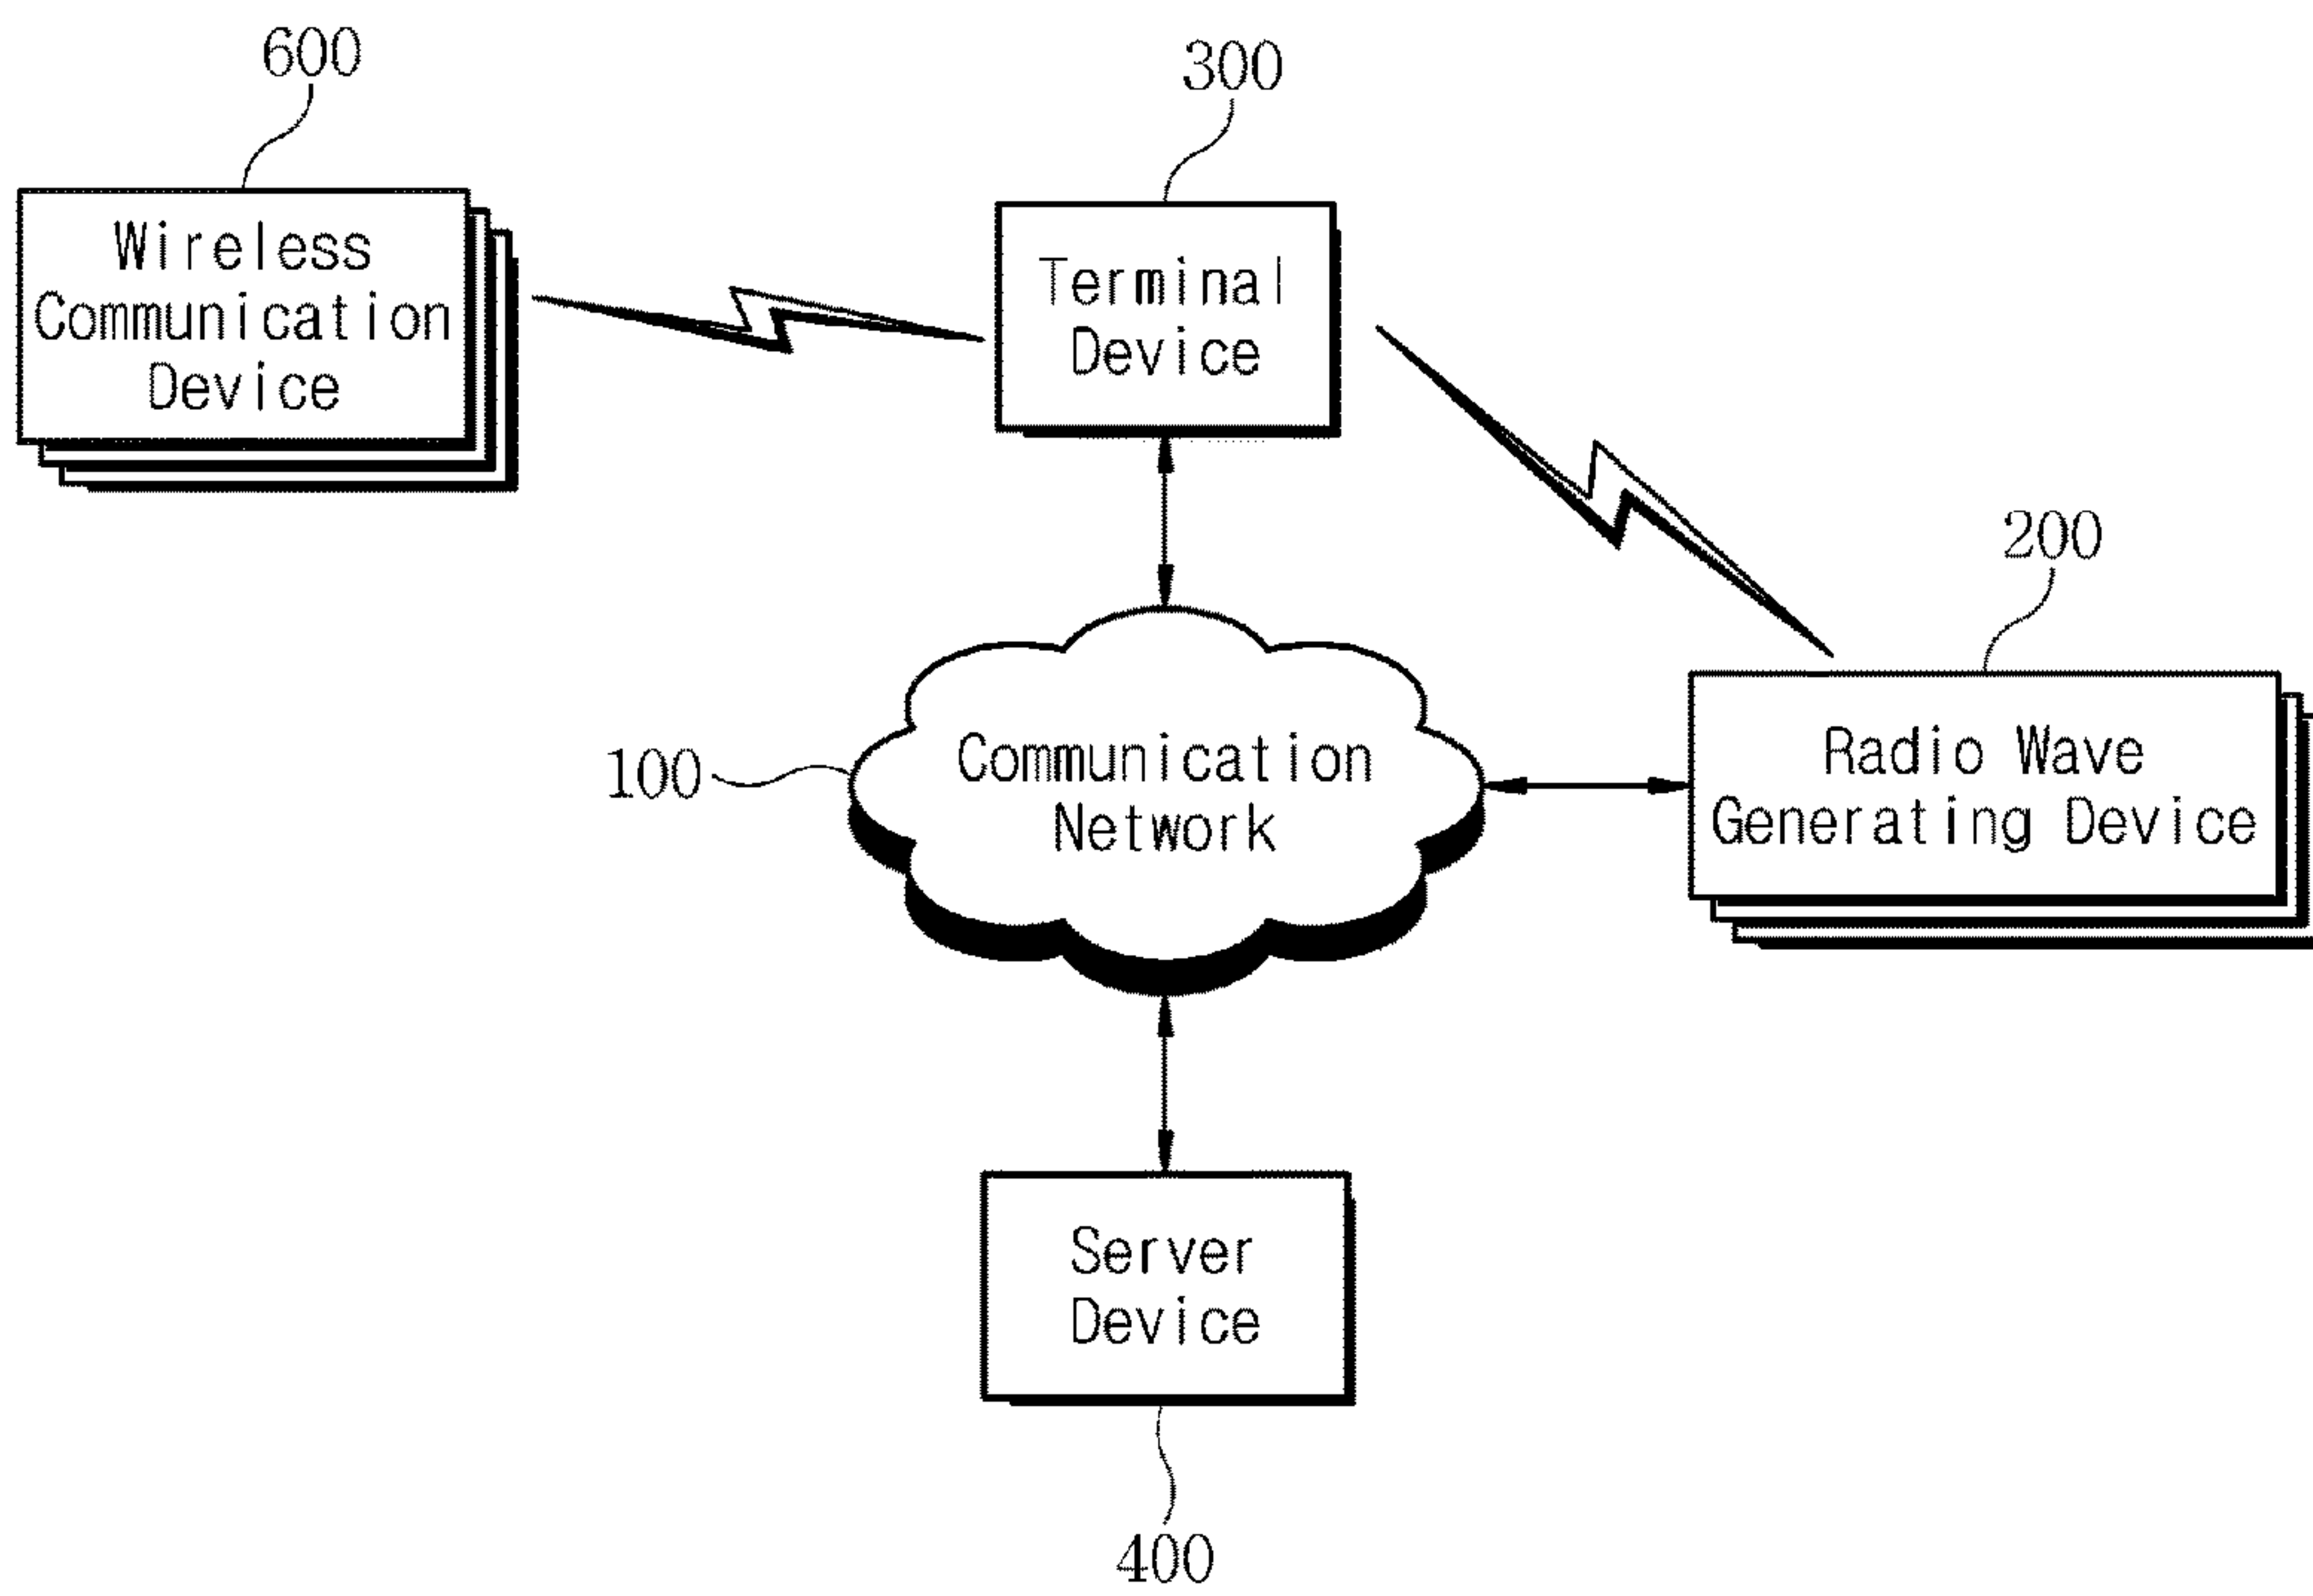 600
300
Wireless
Communication
Device
Terminal
Device
200
100
Communication
Network
Radio Wave
Generating Device
Server
Device
400